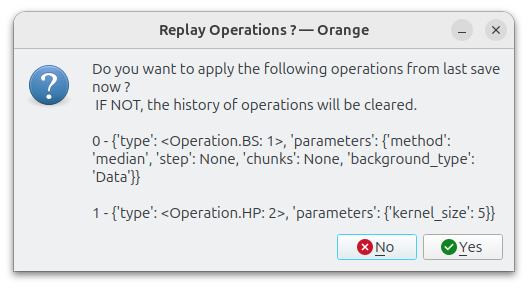 Replay Operations ? — Orange
Do you want to apply the following operations from last save
now ?
IF NOT, the history of operations will be cleared.
0 - {'type': <Operation.BS: 1>, 'parameters': {'method':
'median', 'step': None, 'chunks': None, 'background_type':
'Data'}}
1 - {'type': <Operation.HP: 2>, 'parameters': {'kernel_size': 5}}
No
Yes